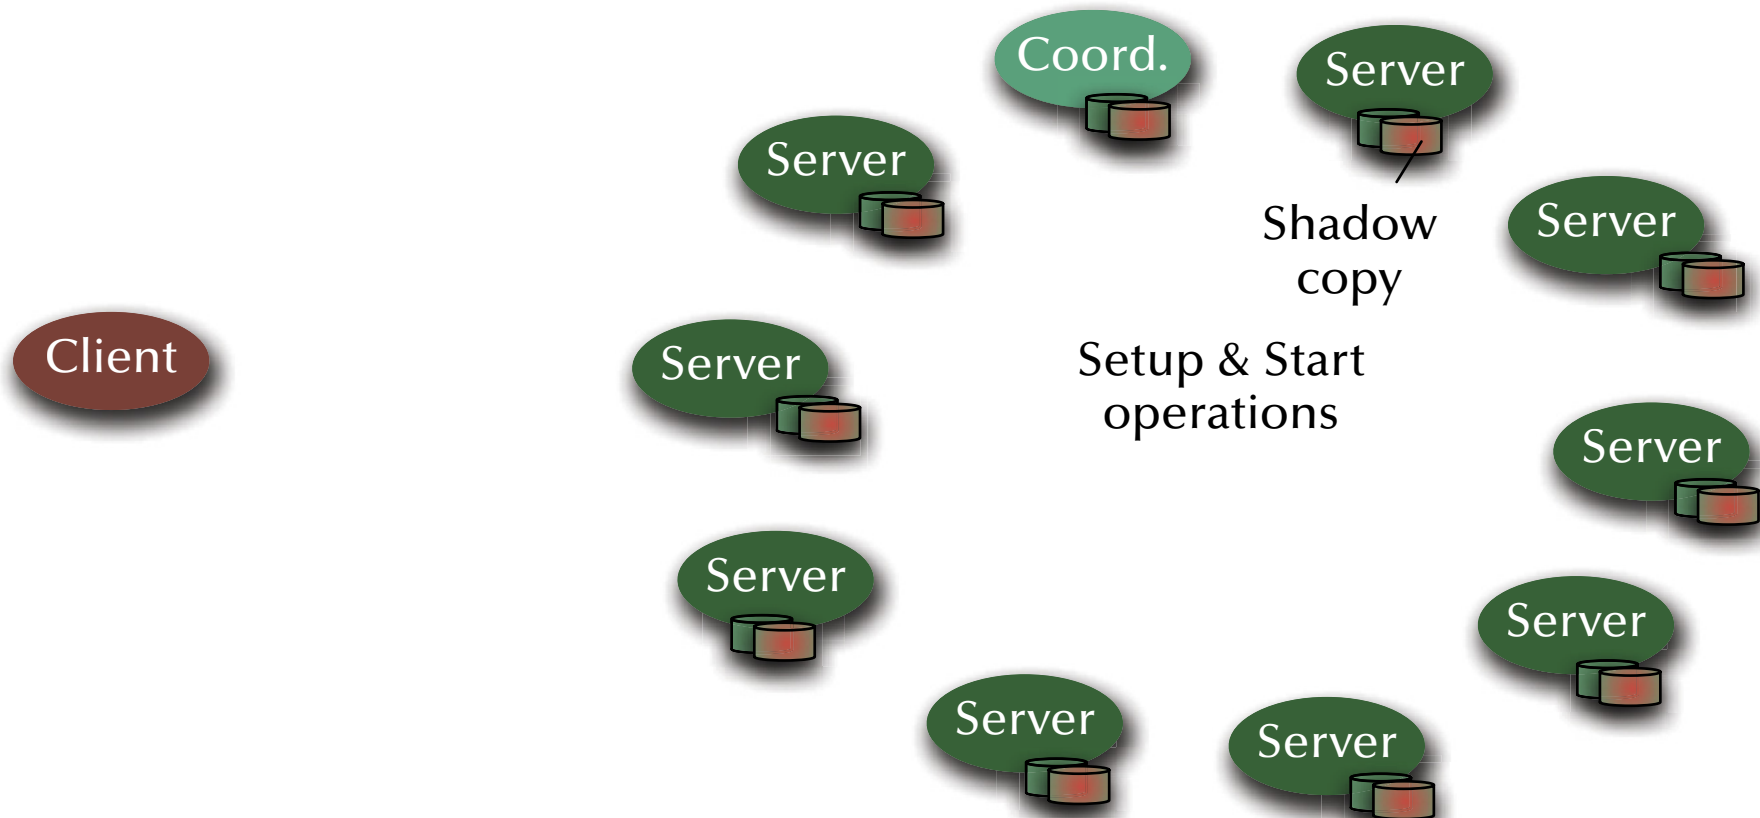 Coord.
Server
Server
Server
Shadow
copy
Client
Server
Setup & Start
operations
Server
Server
Server
Server
Server